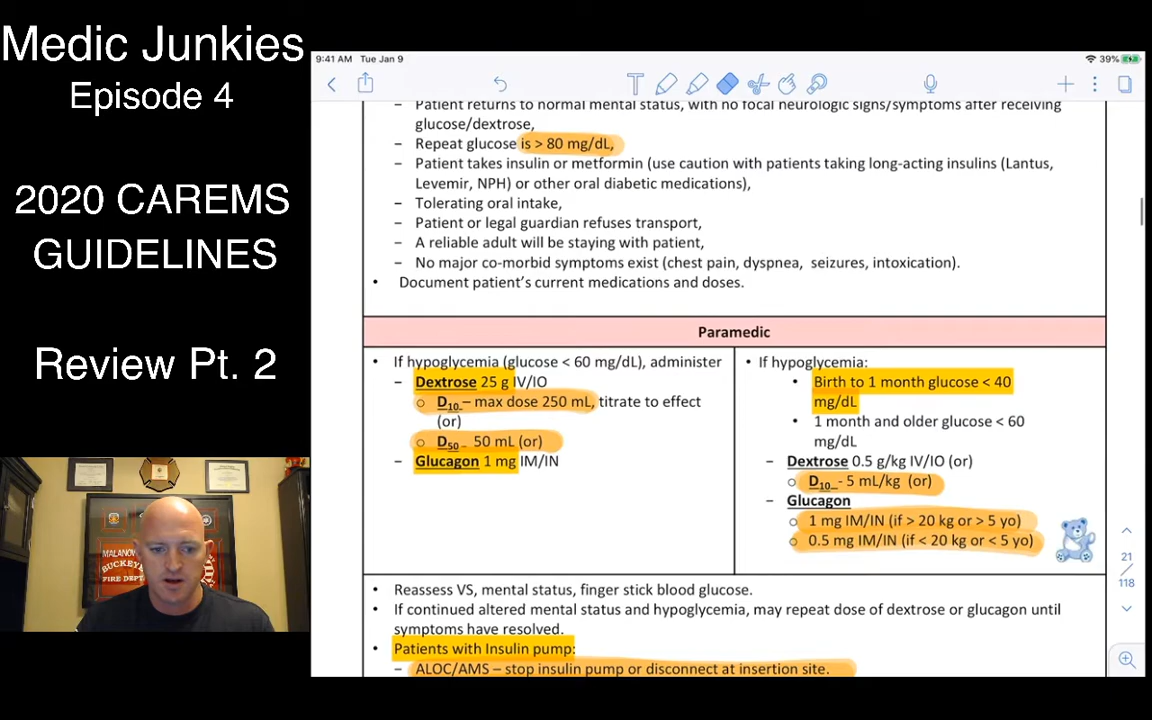 Medic Junkies
Episode 4
2020 CAREMS
GUIDELINES
Review Pt. 2
9:41 AM Tue Jan 9
39%
Patient returns to normal mental status, with no focal neurologic signs/symptoms after receiving
glucose/dextrose,
– Repeat glucose is > 80 mg/dL,
– Patient takes insulin or metformin (use caution with patients taking long-acting insulins (Lantus,
Levemir, NPH) or other oral diabetic medications),
– Tolerating oral intake,
– Patient or legal guardian refuses transport,
– A reliable adult will be staying with patient,
– No major co-morbid symptoms exist (chest pain, dyspnea, seizures, intoxication).
• Document patient's current medications and doses.
Paramedic
• If hypoglycemia (glucose < 60 mg/dL), administer
– Dextrose 25 g IV/IO
o D10 – max dose 250 mL, titrate to effect
(or)
o D50 – 50 mL (or)
– Glucagon 1 mg IM/IN
• If hypoglycemia:
• Birth to 1 month glucose < 40
mg/dL
• 1 month and older glucose < 60
mg/dL
– Dextrose 0.5 g/kg IV/IO (or)
o D10 - 5 mL/kg (or)
– Glucagon
o 1 mg IM/IN (if > 20 kg or > 5 yo)
o 0.5 mg IM/IN (if < 20 kg or < 5 yo)
21
118
• Reassess VS, mental status, finger stick blood glucose.
• If continued altered mental status and hypoglycemia, may repeat dose of dextrose or glucagon until
symptoms have resolved.
• Patients with Insulin pump:
– ALOC/AMS – stop insulin pump or disconnect at insertion site.
MALANO
BUCKEYE
FIRE DEPT